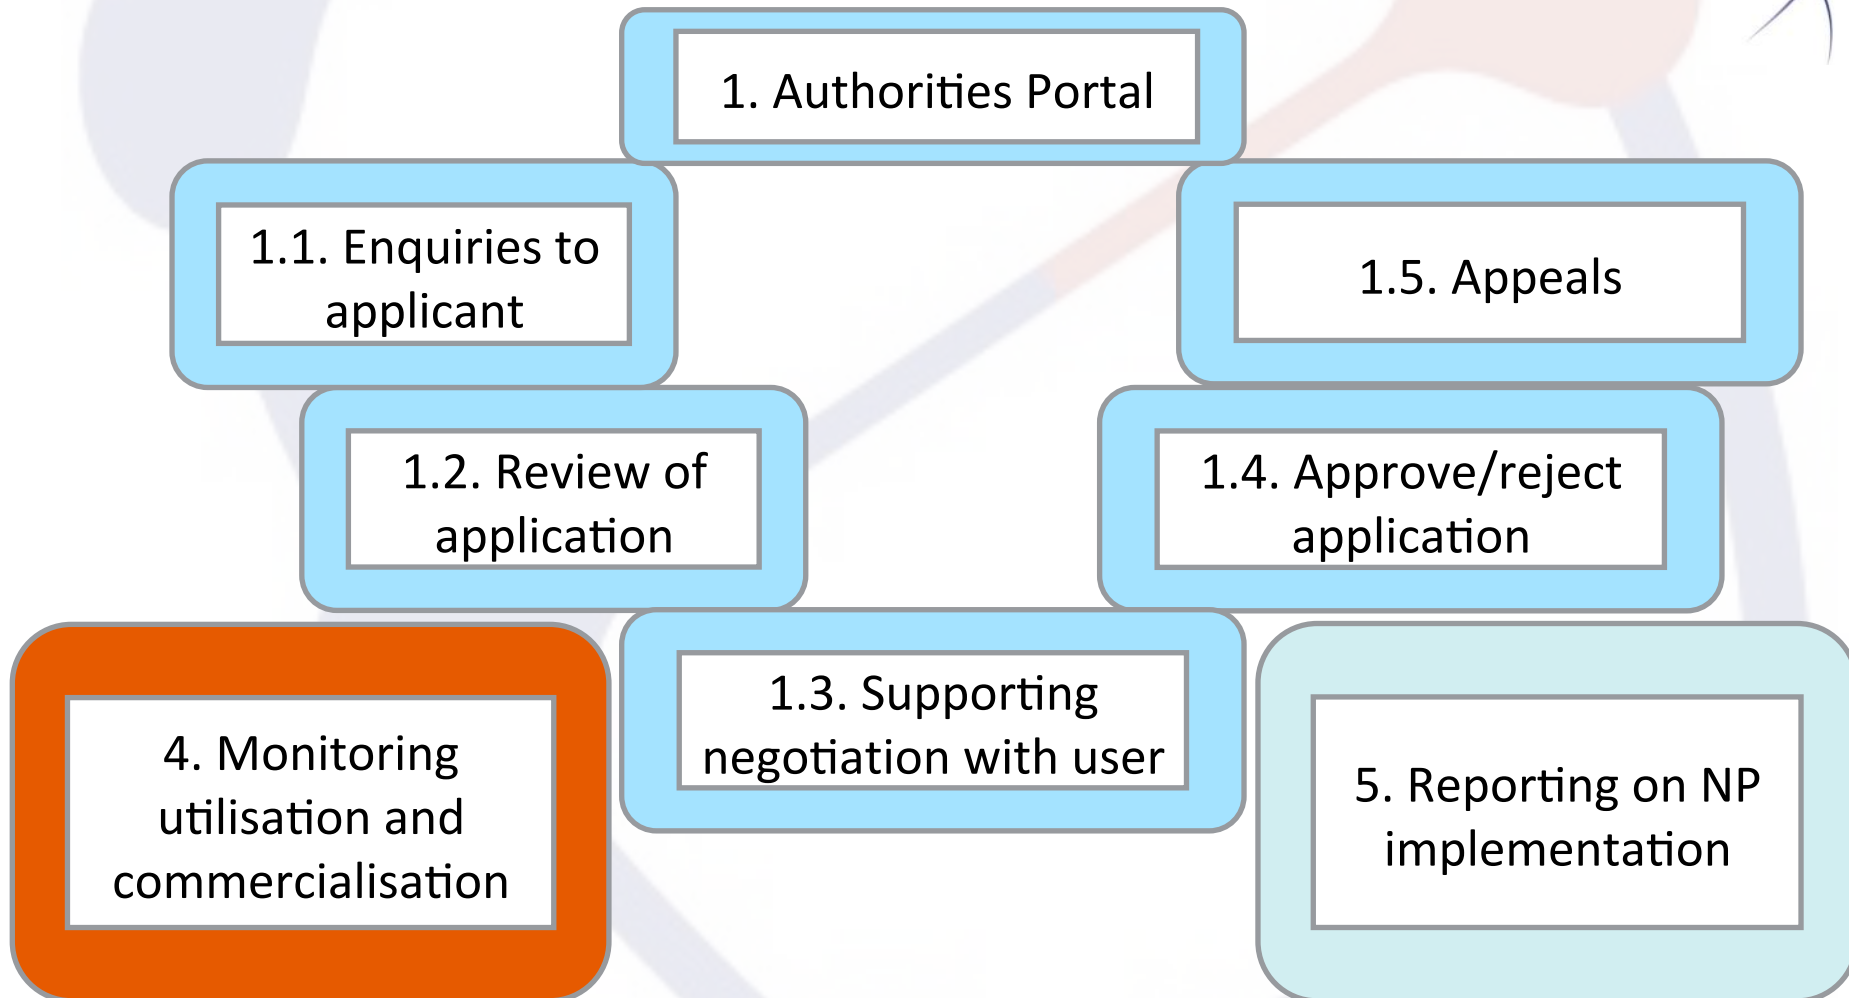 1. Authorities Portal
1.1. Enquiries to
applicant
1.5. Appeals
1.2. Review of
application
1.4. Approve/reject
application
1.3. Supporting
negotiation with user
4. Monitoring
utilisation and
commercialisation
5. Reporting on NP
implementation